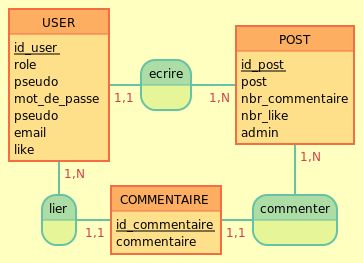 USER
id_user
role
pseudo
mot_de_passe
pseudo
email
like
1,1
ecrire
1,N
POST
id_post
post
nbr_commentaire
nbr_like
admin
1,N
1,N
lier
1,1
COMMENTAIRE
id_commentaire
commentaire
1,1
commenter